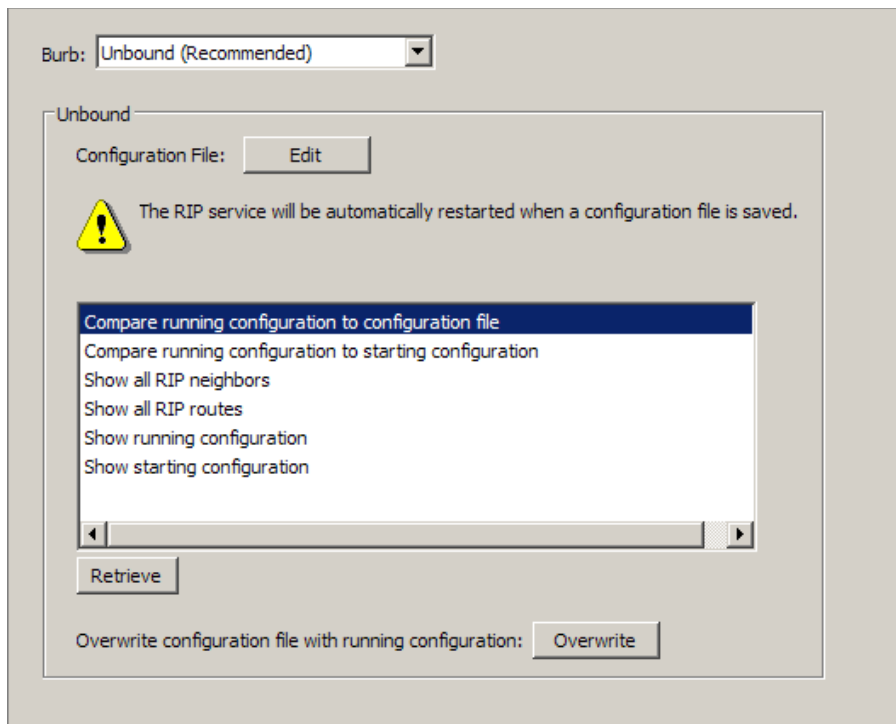 Burb: Unbound (Recommended)
Unbound
Configuration File: Edit
The RIP service will be automatically restarted when a configuration file is saved.
Compare running configuration to configuration file
Compare running configuration to starting configuration
Show all RIP neighbors
Show all RIP routes
Show running configuration
Show starting configuration
Retrieve
Overwrite configuration file with running configuration: Overwrite